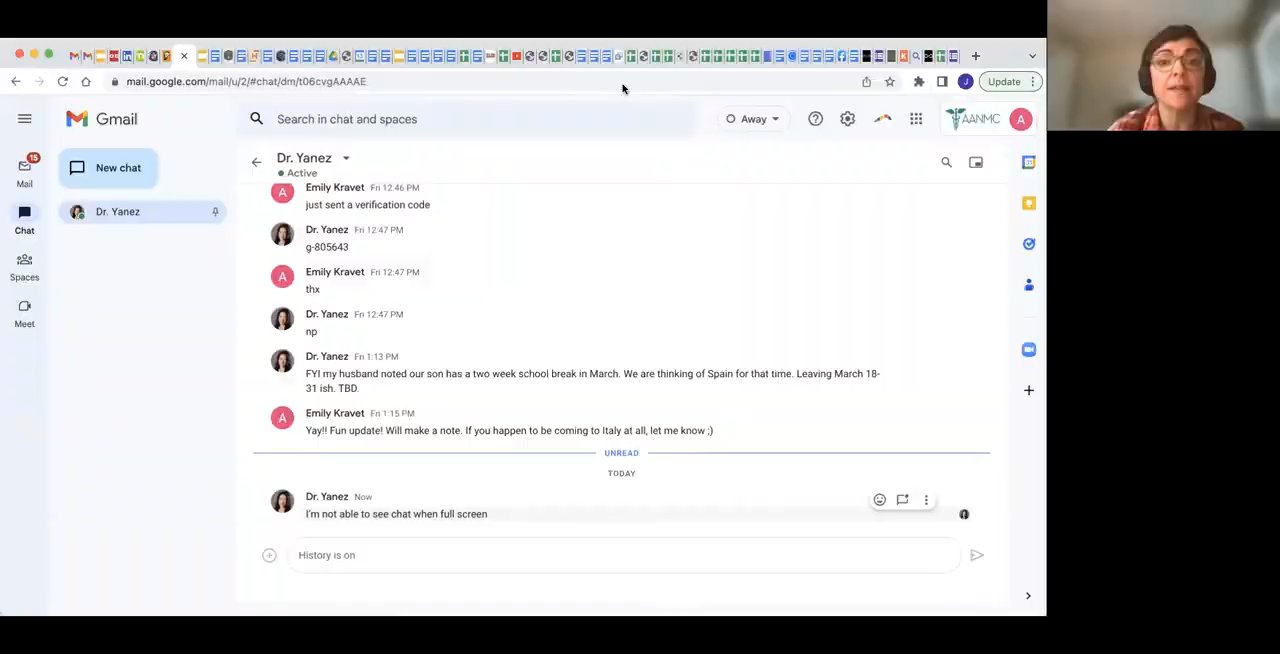 mail.google.com/mail/u/2/#chat/dm/t06cvgAAAAE
Update
Gmail
Search in chat and spaces
Away
AANMC
A
15
Mail
New chat
Dr. Yanez
Active
Chat
Dr. Yanez
Spaces
Meet
A
Emily Kravet Fri 12:46 PM
just sent a verification code
Dr. Yanez Fri 12:47 PM
g-805643
A
Emily Kravet Fri 12:47 PM
thx
Dr. Yanez Fri 12:47 PM
np
Dr. Yanez Fri 1:13 PM
FYI my husband noted our son has a two week school break in March. We are thinking of Spain for that time. Leaving March 18-
31 ish. TBD.
A
Emily Kravet Fri 1:15 PM
Yay!! Fun update! Will make a note. If you happen to be coming to Italy at all, let me know ;)
UNREAD
TODAY
Dr. Yanez Now
I'm not able to see chat when full screen
History is on